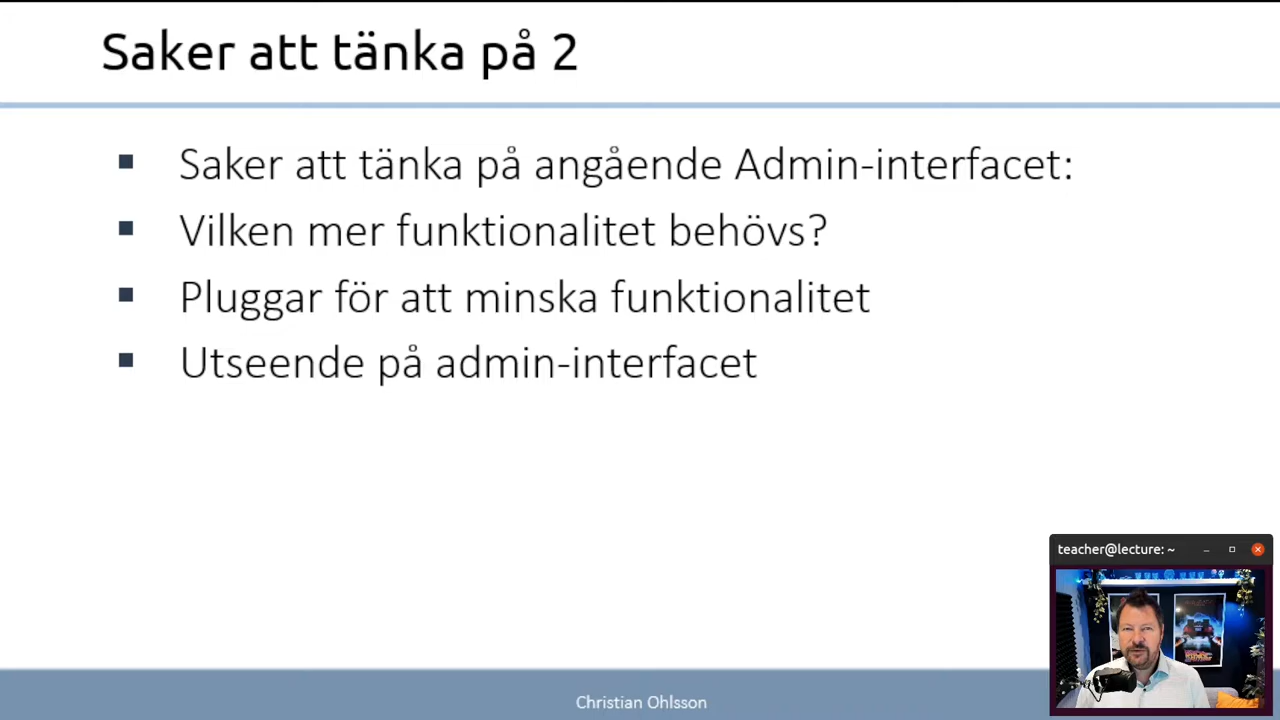 Saker att tänka på 2
Saker att tänka på angående Admin-interfacet:
Vilken mer funktionalitet behövs?
Pluggar för att minska funktionalitet
Utseende på admin-interfacet
teacher@lecture: ~
Christian Ohlsson